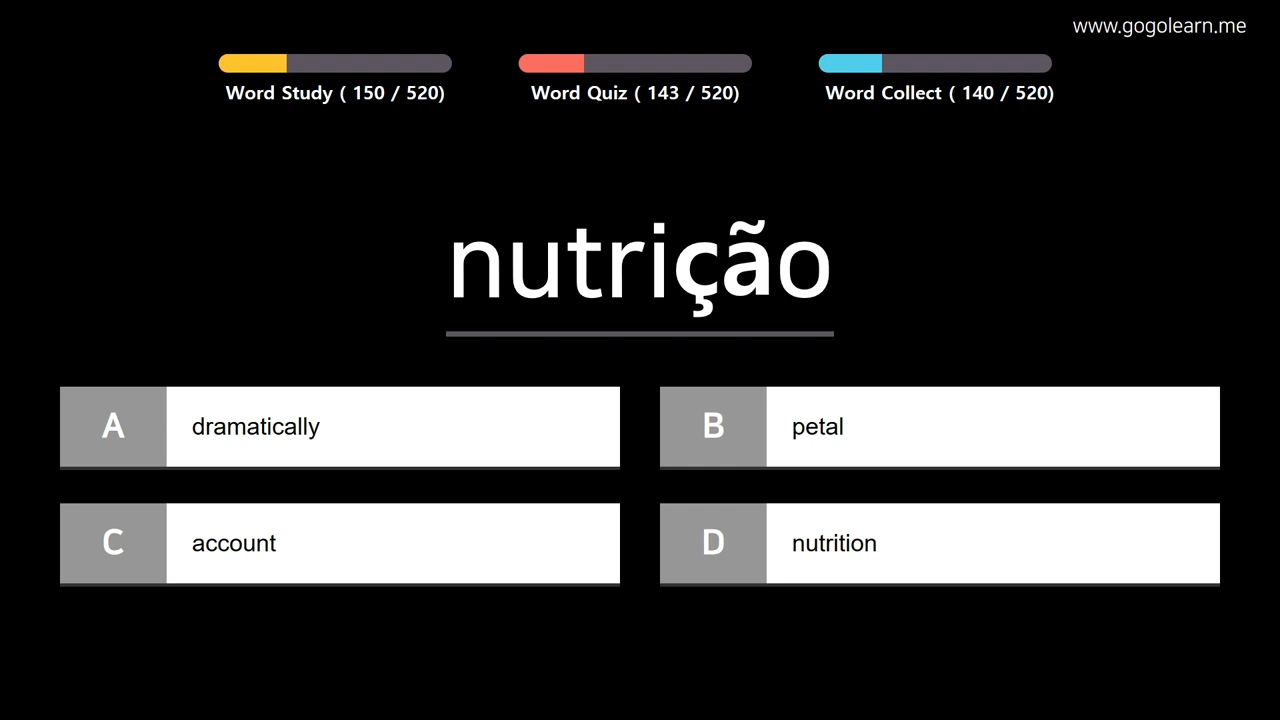 www.gogolearn.me
Word Study ( 150 / 520)
Word Quiz ( 143 / 520)
Word Collect ( 140 / 520)
nutrição
A dramatically
B petal
C account
D nutrition